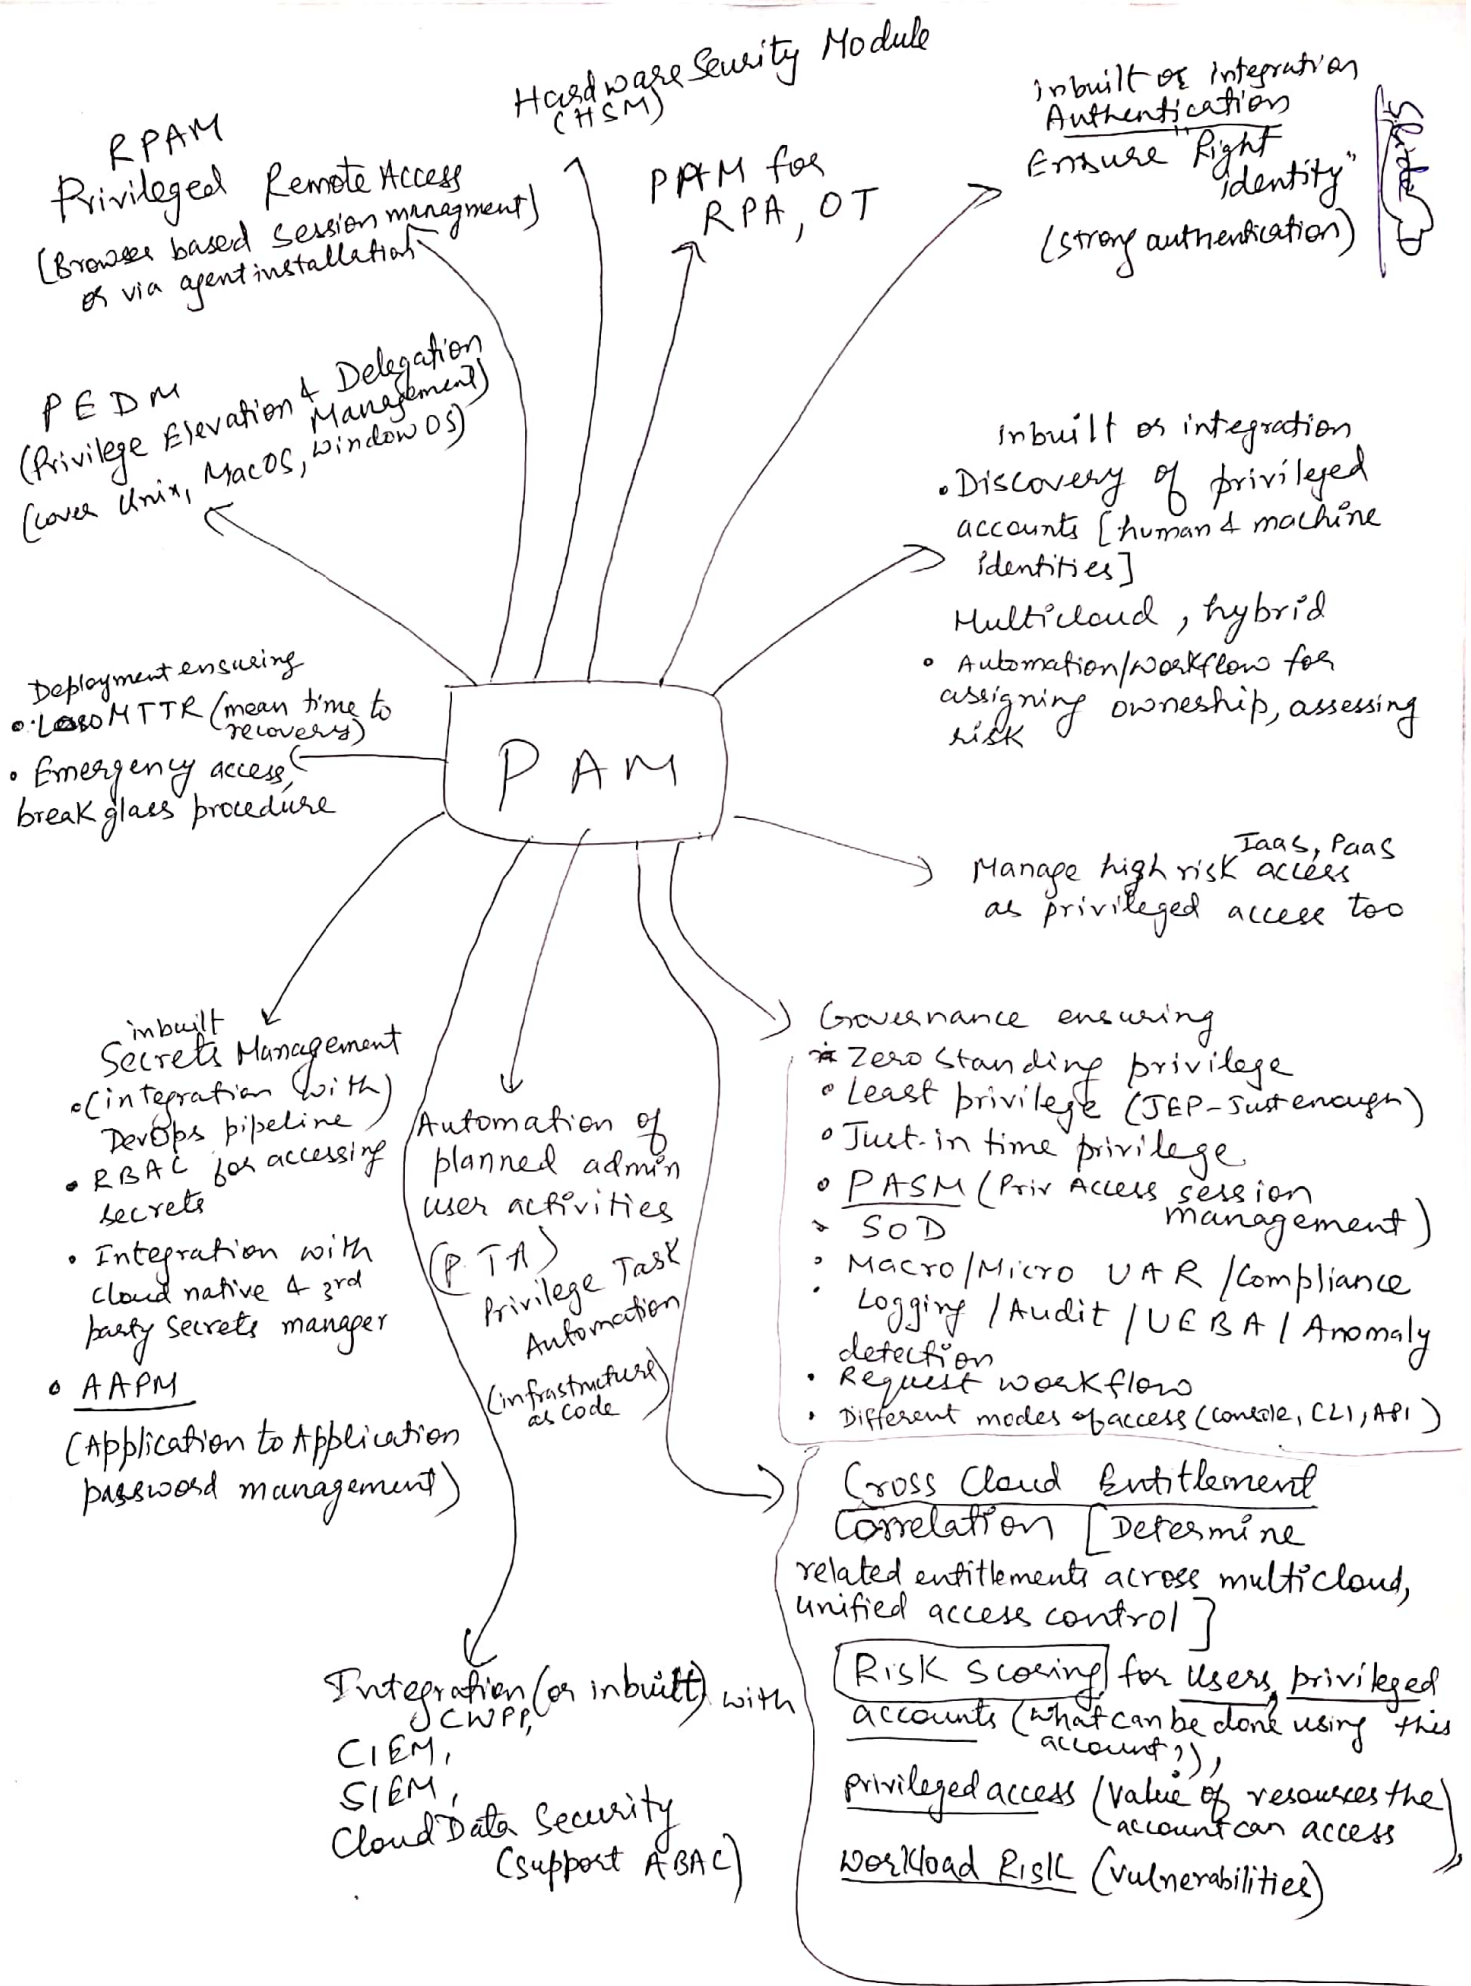 Hardware Seurity Module
(HSM)
RPAM
Privileged Remote Access
(Browser based session managment)
or via agent installation
PAM for
RPA, OT
inbuilt or integration
Authentication
Ensure "Right
identity"
(strong authentication)
PEDM
(Privilege Elevation & Delegation
Management)
(cover Unix, MacOS, Window OS)
inbuilt or integration
• Discovery of privileged
accounts [human & machine
identities]
Multicloud, hybrid
• Automation/workflow for
assigning owneship, assessing
risk
Deployment ensuring
• Less MTTR (mean time to
recovery)
• Emergency access,
break glass procedure
PAM
IaaS, PaaS
Manage high risk access
as privileged access too
inbuilt
Secrets Management
• (integration with)
DevOps pipeline
• RBAC for accessing
secrets
• Integration with
cloud native & 3rd
party secrets manager
• AAPM
(Application to Application
password management)
Automation of
planned admin
user activities
(PTA)
Privilege Task
Automation
(infrastructure)
as code
Governance ensuring
* Zero Standing privilege
• Least privilege (JEP-Just enough)
• Just-in time privilege
• PASM (Priv Access session
management)
• SOD
• Macro/Micro UAR/Compliance
• Logging/Audit/UEBA/Anomaly
detection
• Request workflow
• Different modes of access (console, CLI, API)
Cross Cloud Entitlement
Correlation [Determine
related entitlements across multicloud,
unified access control]
Risk Scoring for users, privileged
accounts (what can be done using this
account?),
privileged access (value of resources the
account can access)
workload Risk (vulnerabilities)
Integration (or inbuilt) with
CWPP,
CIEM,
SIEM,
Cloud Data Security
(support ABAC)